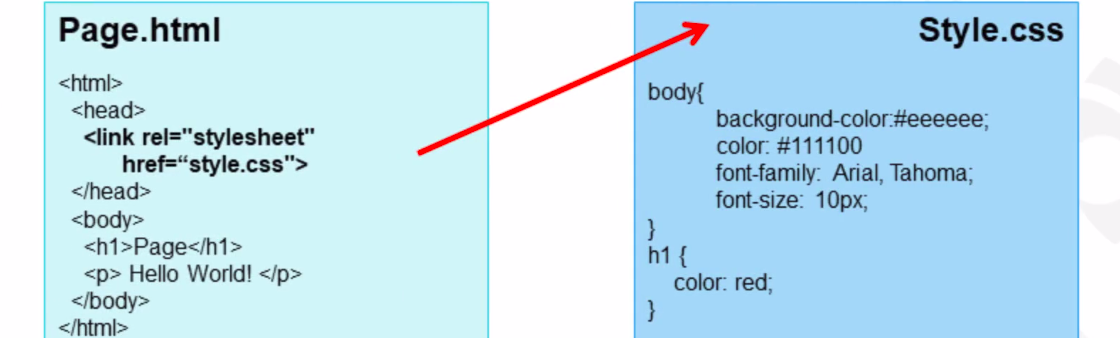 Page.html
<html>
<head>
<link rel="stylesheet"
href=“style.css">
</head>
<body>
<h1>Page</h1>
<p> Hello World! </p>
</body>
</html>
Style.css
body{
background-color:#eeeeee;
color: #111100
font-family: Arial, Tahoma;
font-size: 10px;
}
h1 {
color: red;
}